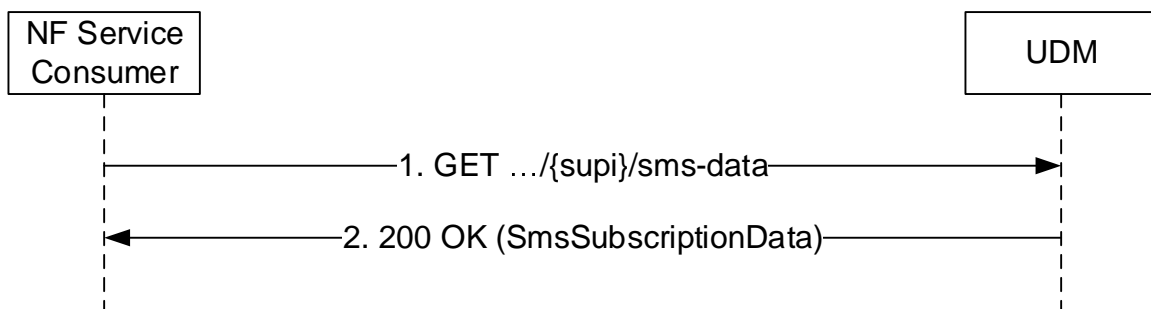 NF Service
Consumer
UDM
1. GET …/{supi}/sms-data
2. 200 OK (SmsSubscriptionData)